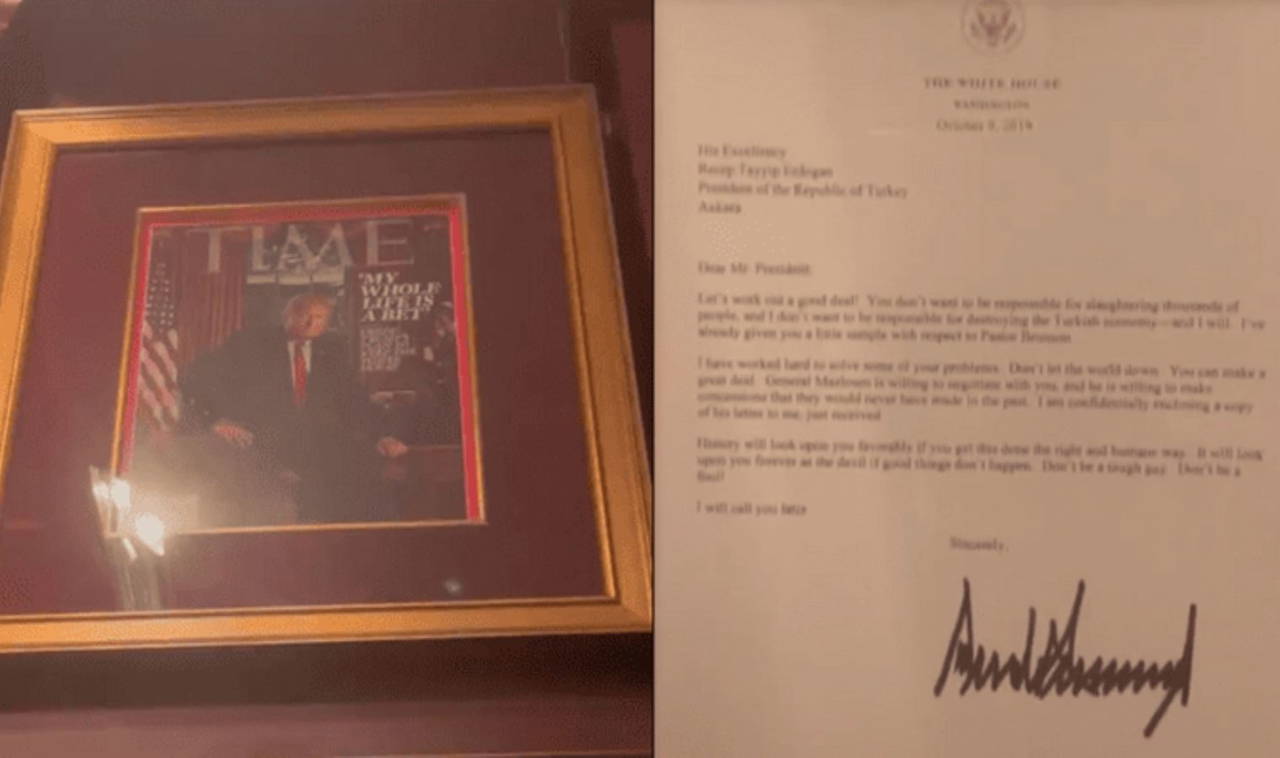 TIME
'MY
WHOLE
LIFE IS
A BET'
THE WHITE HOUSE
WASHINGTON
October 9, 2019
His Excellency
Recep Tayyip Erdogan
President of the Republic of Turkey
Ankara
Dear Mr. President:
Let's work out a good deal! You don't want to be responsible for slaughtering thousands of
people, and I don't want to be responsible for destroying the Turkish economy—and I will. I've
already given you a little sample with respect to Pastor Brunson.
I have worked hard to solve some of your problems. Don't let the world down. You can make a
great deal. General Mazloum is willing to negotiate with you, and he is willing to make
concessions that they would never have made in the past. I am confidentially enclosing a copy
of his letter to me, just received.
History will look upon you favorably if you get this done the right and humane way. It will look
upon you forever as the devil if good things don't happen. Don't be a tough guy. Don't be a
fool!
I will call you later.
Sincerely,